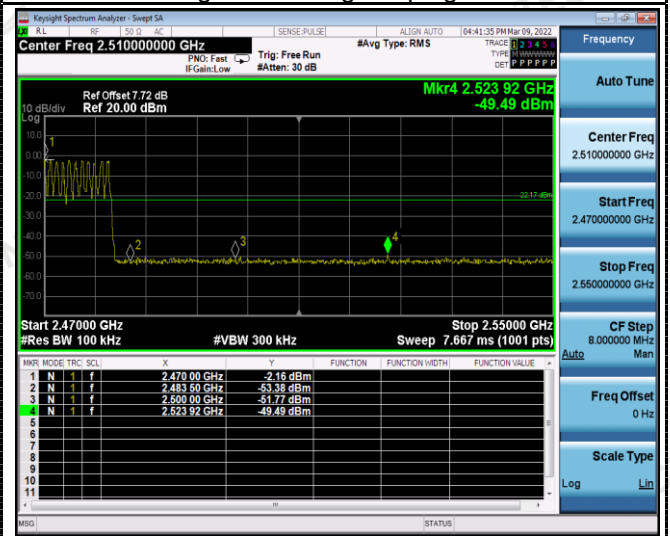 Keysight Spectrum Analyzer - Swept SA
RL RF 50 Ω AC SENSE:PULSE ALIGN AUTO 04:41:35 PM Mar 09, 2022
Center Freq 2.510000000 GHz #Avg Type: RMS TRACE 1 2 3 4 5 6
PNO: Fast Trig: Free Run TYPE M WWWWW
IFGain:Low #Atten: 30 dB DET P P P P P P
Frequency
Auto Tune
Mkr4 2.523 92 GHz
-49.49 dBm
Ref Offset 7.72 dB
10 dB/div Ref 20.00 dBm
Log
10.0
0.00
-10.0
-20.0
-30.0
-40.0
-50.0
-60.0
-70.0
1
2
3
4
-22.17 dBm
Start 2.47000 GHz Stop 2.55000 GHz
#Res BW 100 kHz #VBW 300 kHz Sweep 7.667 ms (1001 pts)
MKR MODE TRC SCL X Y FUNCTION FUNCTION WIDTH FUNCTION VALUE
1 N 1 f 2.470 00 GHz -2.16 dBm
2 N 1 f 2.483 50 GHz -53.38 dBm
3 N 1 f 2.500 00 GHz -51.77 dBm
4 N 1 f 2.523 92 GHz -49.49 dBm
5
6
7
8
9
10
11
Center Freq
2.510000000 GHz
Start Freq
2.470000000 GHz
Stop Freq
2.550000000 GHz
CF Step
8.000000 MHz
Auto Man
Freq Offset
0 Hz
Scale Type
Log Lin
MSG STATUS